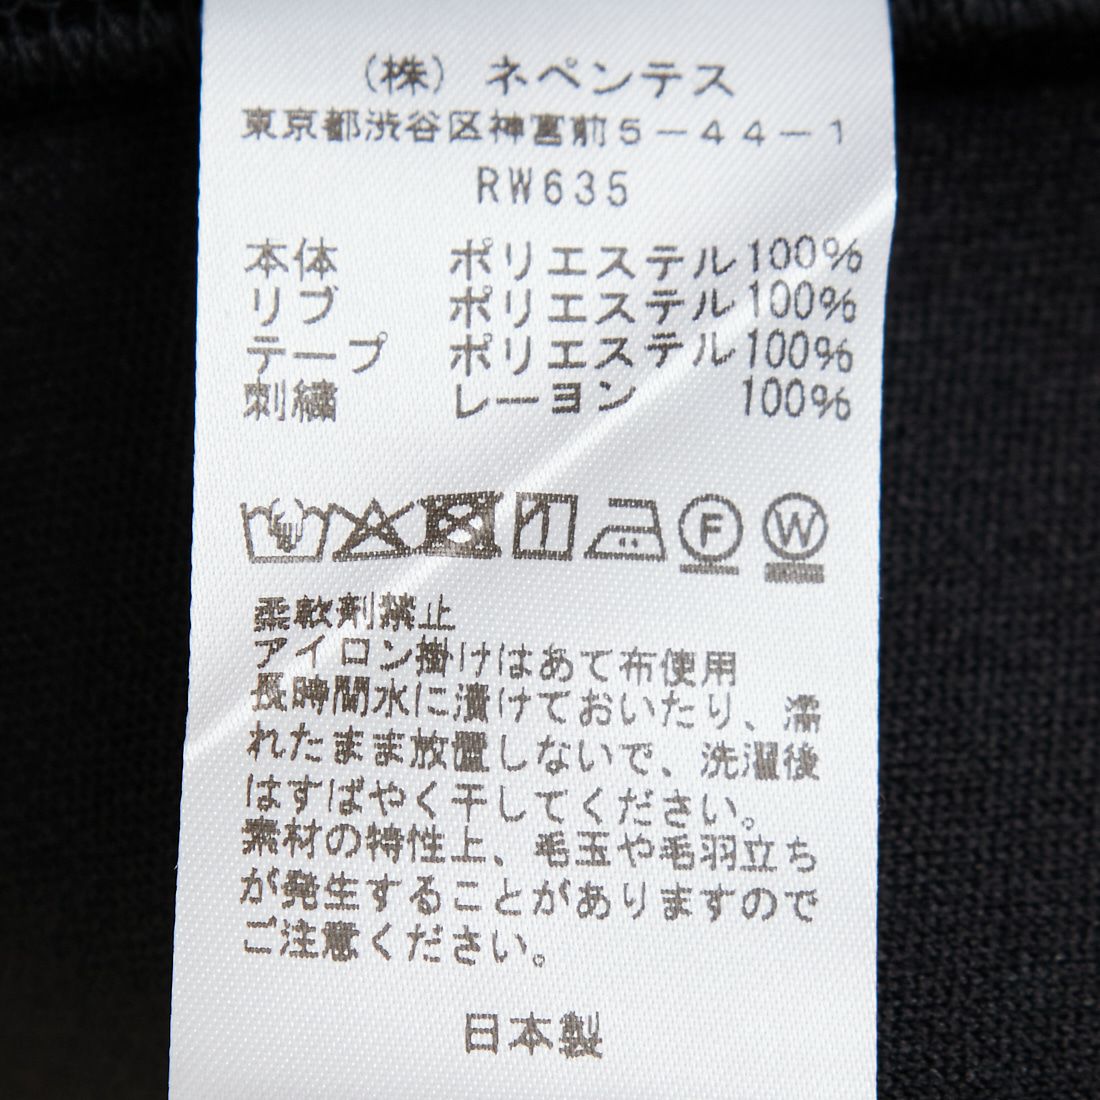 (株) ネペンテス
東京都渋谷区神宮前5-44-1
RW635
本体 ポリエステル100%
リブ ポリエステル100%
テープ ポリエステル100%
刺繍 レーヨン 100%
F W
柔軟剤禁止
アイロン掛けはあて布使用
長時間水に漬けておいたり、濡
れたまま放置しないで、洗濯後
はすばやく干してください。
素材の特性上、毛玉や毛羽立ち
が発生することがありますので
ご注意ください。
日本製